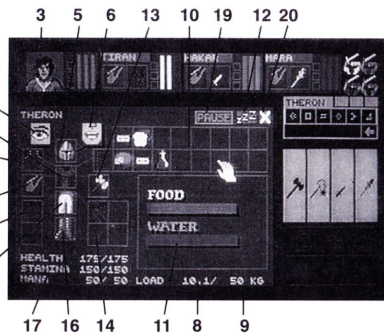 3 5 6 13 10 19 12 20
TIRAN HAKAN MARA
THERON
THERON PAUSE ZZZ
FOOD
WATER
HEALTH 175/175
STAMINA 150/150
MANA 50/ 50 LOAD 10.1/ 50 KG
17 16 14 11 8 9